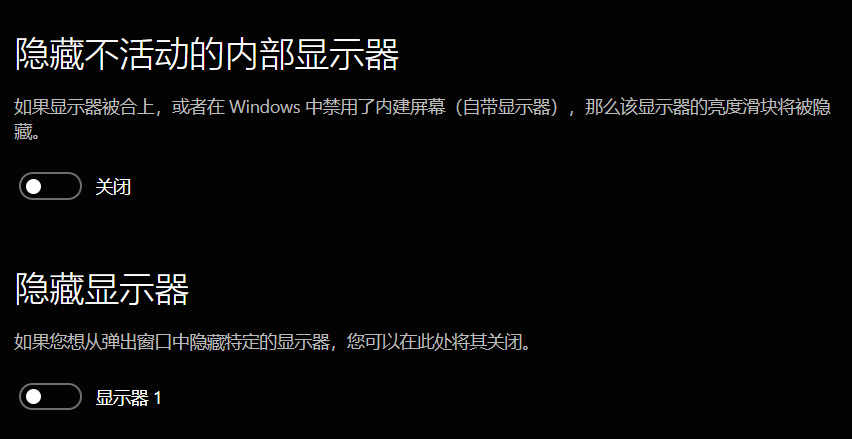 隐藏不活动的内部显示器
如果显示器被合上，或者在 Windows 中禁用了内建屏幕（自带显示器），那么该显示器的亮度滑块将被隐
藏。
关闭
隐藏显示器
如果您想从弹出窗口中隐藏特定的显示器，您可以在此处将其关闭。
显示器 1